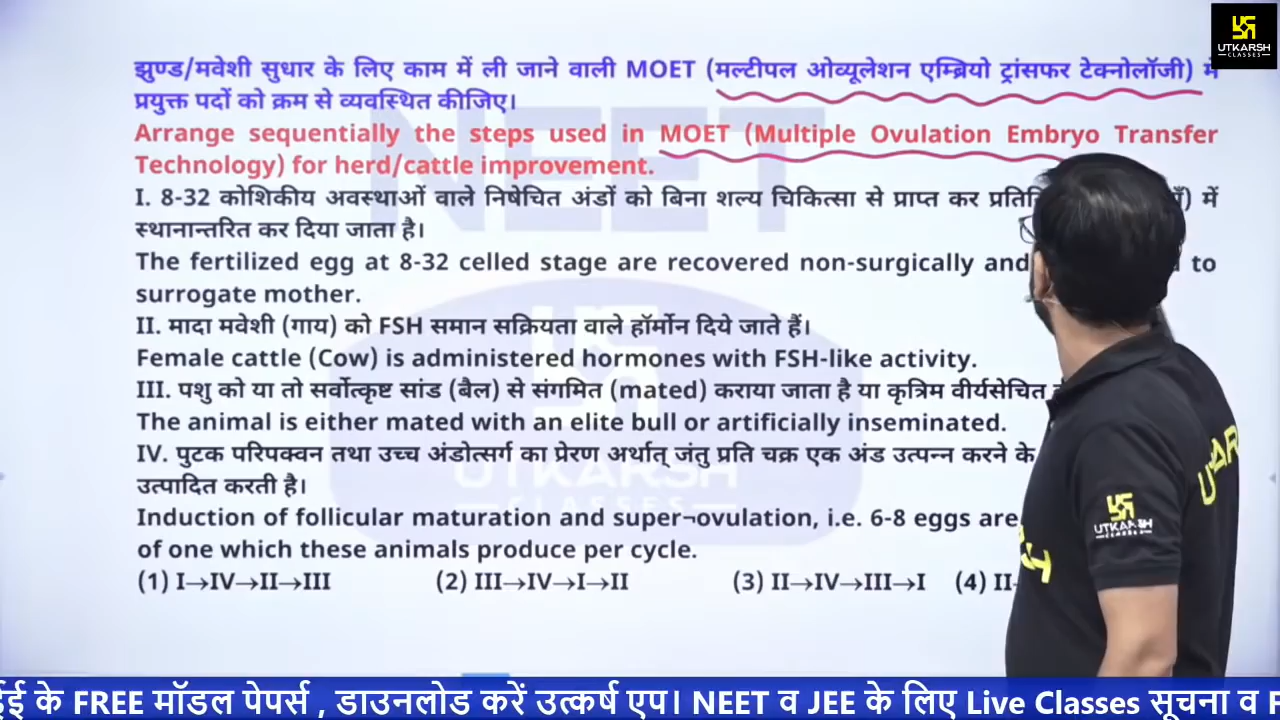 UTKARSH
CLASSES
झुण्ड/मवेशी सुधार के लिए काम में ली जाने वाली MOET (मल्टीपल ओव्यूलेशन एम्ब्रियो ट्रांसफर टेक्नोलॉजी) में
प्रयुक्त पदों को क्रम से व्यवस्थित कीजिए।
Arrange sequentially the steps used in MOET (Multiple Ovulation Embryo Transfer
Technology) for herd/cattle improvement.
I. 8-32 कोशिकीय अवस्थाओं वाले निषेचित अंडों को बिना शल्य चिकित्सा से प्राप्त कर में
स्थानान्तरित कर दिया जाता है।
The fertilized egg at 8-32 celled stage are recovered non-surgically and to
surrogate mother.
II. मादा मवेशी (गाय) को FSH समान सक्रियता वाले हॉर्मोन दिये जाते हैं।
Female cattle (Cow) is administered hormones with FSH-like activity.
III. पशु को या तो सर्वोत्कृष्ट सांड (बैल) से संगमित (mated) कराया जाता है या कृत्रिम वीर्यसेचित
The animal is either mated with an elite bull or artificially inseminated.
IV. पुटक परिपक्वन तथा उच्च अंडोत्सर्ग का प्रेरण अर्थात् जंतु प्रति चक्र एक अंड उत्पन्न करने के
उत्पादित करती है।
Induction of follicular maturation and super¬ovulation, i.e. 6-8 eggs are
of one which these animals produce per cycle.
(1) I→IV→II→III (2) III→IV→I→II (3) II→IV→III→I (4) II
NEET
UTKARSH
CLASSES
UTKARSH
CLASSES
के FREE मॉडल पेपर्स , डाउनलोड करें उत्कर्ष एप। NEET व JEE के लिए Live Classes सूचना व